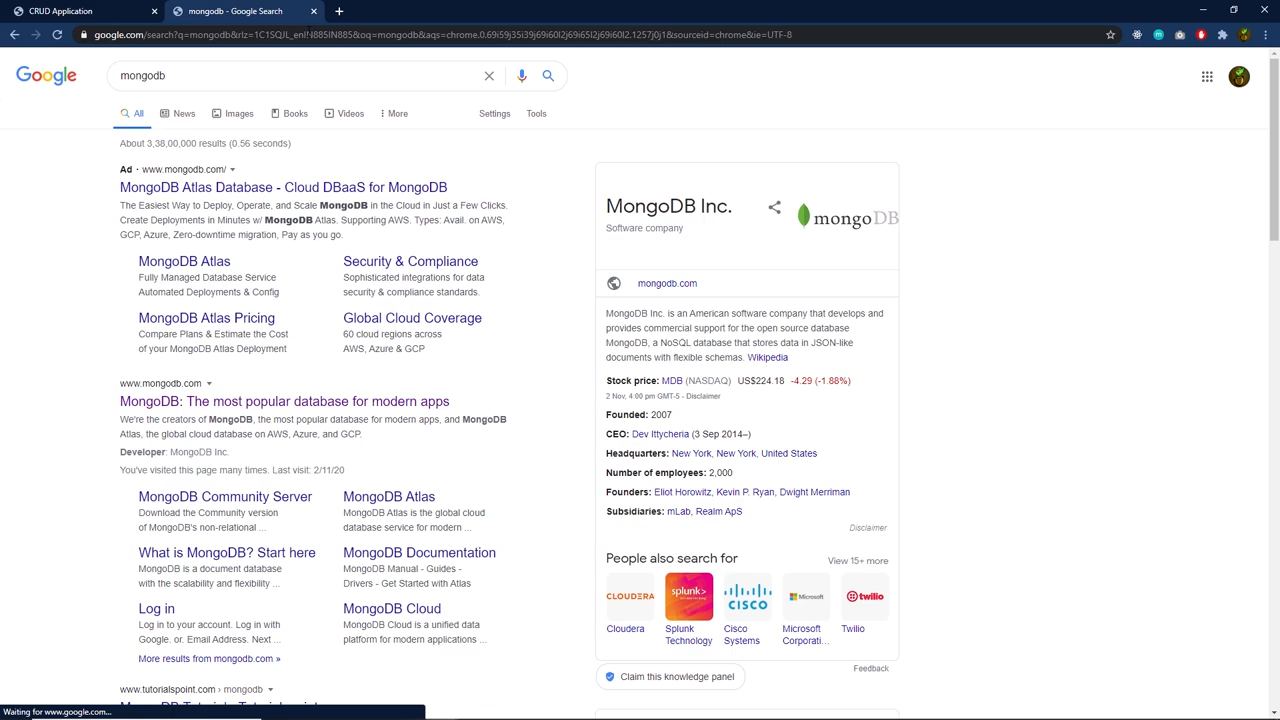 CRUD Application
mongodb - Google Search
google.com/search?q=mongodb&rlz=1C1SQJL_enIN885IN885&oq=mongodb&aqs=chrome.0.69i59j35i39j69i60l2j69i65l2j69i60l2.1257j0j1&sourceid=chrome&ie=UTF-8
Google
mongodb
All
News
Images
Books
Videos
More
Settings
Tools
About 3,38,00,000 results (0.56 seconds)
Ad · www.mongodb.com/
MongoDB Atlas Database - Cloud DBaaS for MongoDB
The Easiest Way to Deploy, Operate, and Scale MongoDB in the Cloud in Just a Few Clicks.
Create Deployments in Minutes w/ MongoDB Atlas. Supporting AWS. Types: Avail. on AWS,
GCP, Azure, Zero-downtime migration, Pay as you go.
MongoDB Atlas
Fully Managed Database Service
Automated Deployments & Config
Security & Compliance
Sophisticated integrations for data
security & compliance standards.
MongoDB Atlas Pricing
Compare Plans & Estimate the Cost
of your MongoDB Atlas Deployment
Global Cloud Coverage
60 cloud regions across
AWS, Azure & GCP
www.mongodb.com
MongoDB: The most popular database for modern apps
We're the creators of MongoDB, the most popular database for modern apps, and MongoDB
Atlas, the global cloud database on AWS, Azure, and GCP.
Developer: MongoDB Inc.
You've visited this page many times. Last visit: 2/11/20
MongoDB Community Server
Download the Community version
of MongoDB's non-relational ...
MongoDB Atlas
MongoDB Atlas is the global cloud
database service for modern ...
What is MongoDB? Start here
MongoDB is a document database
with the scalability and flexibility ...
MongoDB Documentation
MongoDB Manual - Guides -
Drivers - Get Started with Atlas
Log in
Log in to your account. Log in with
Google. or. Email Address. Next ...
MongoDB Cloud
MongoDB Cloud is a unified data
platform for modern applications ...
More results from mongodb.com »
www.tutorialspoint.com › mongodb
Waiting for www.google.com...
MongoDB Inc.
Software company
mongoDB
mongodb.com
MongoDB Inc. is an American software company that develops and
provides commercial support for the open source database
MongoDB, a NoSQL database that stores data in JSON-like
documents with flexible schemas. Wikipedia
Stock price: MDB (NASDAQ) US$224.18 -4.29 (-1.88%)
2 Nov, 4:00 pm GMT-5 - Disclaimer
Founded: 2007
CEO: Dev Ittycheria (3 Sep 2014–)
Headquarters: New York, New York, United States
Number of employees: 2,000
Founders: Eliot Horowitz, Kevin P. Ryan, Dwight Merriman
Subsidiaries: mLab, Realm ApS
Disclaimer
People also search for
View 15+ more
CLOUDERA
splunk>
CISCO
Microsoft
twilio
Cloudera
Splunk
Technology
Cisco
Systems
Microsoft
Corporati...
Twilio
Feedback
Claim this knowledge panel